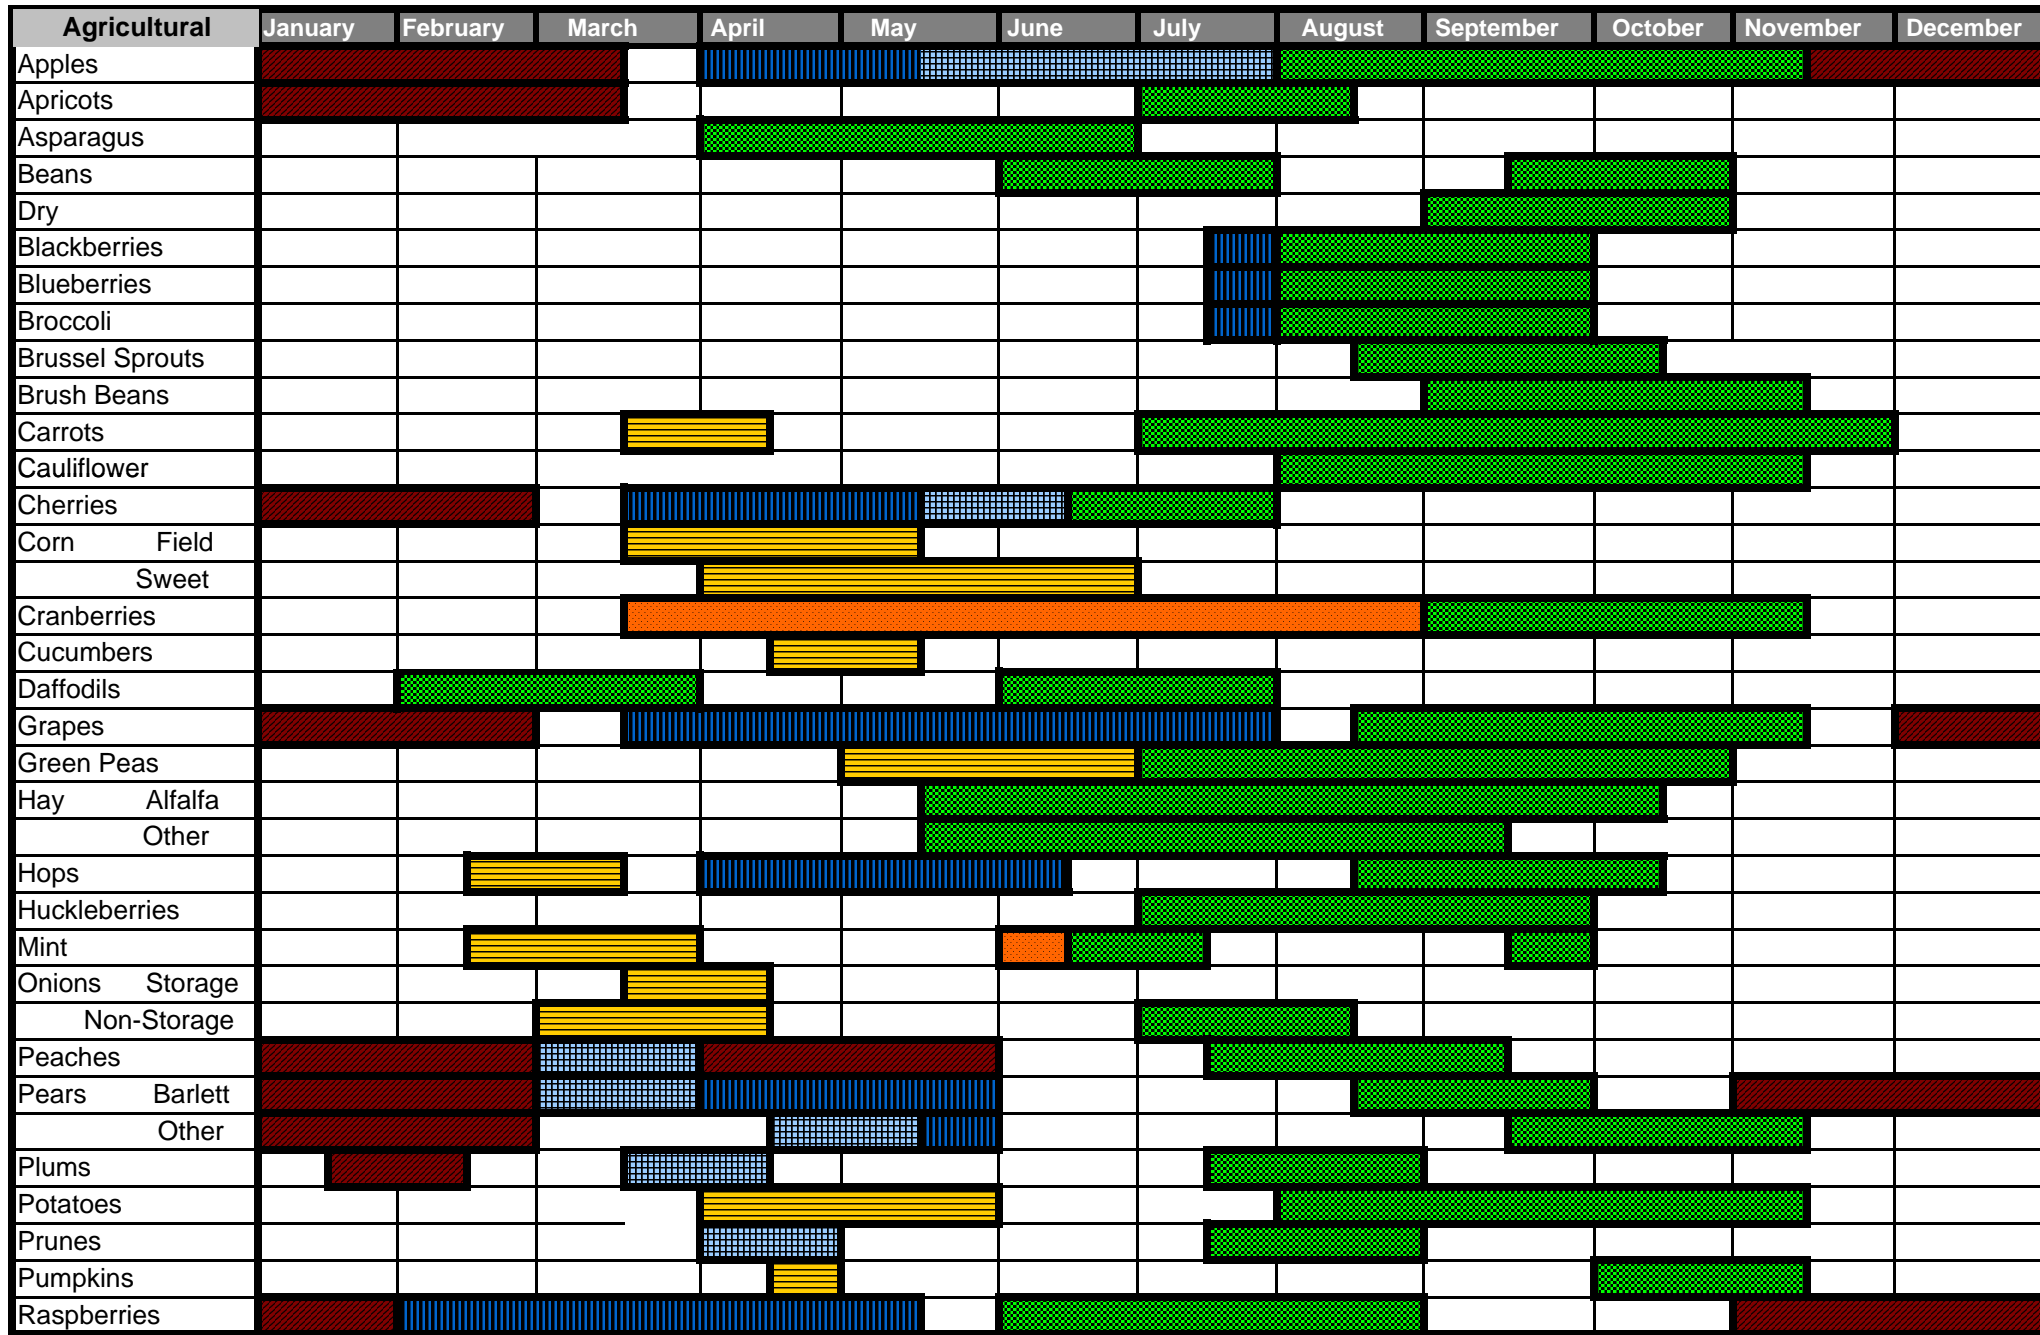 Agricultural January February March April May June July August September October November December
Apples
Apricots
Asparagus
Beans
Dry
Blackberries
Blueberries
Broccoli
Brussel Sprouts
Brush Beans
Carrots
Cauliflower
Cherries
Corn Field
Sweet
Cranberries
Cucumbers
Daffodils
Grapes
Green Peas
Hay Alfalfa
Other
Hops
Huckleberries
Mint
Onions Storage
Non-Storage
Peaches
Pears Barlett
Other
Plums
Potatoes
Prunes
Pumpkins
Raspberries